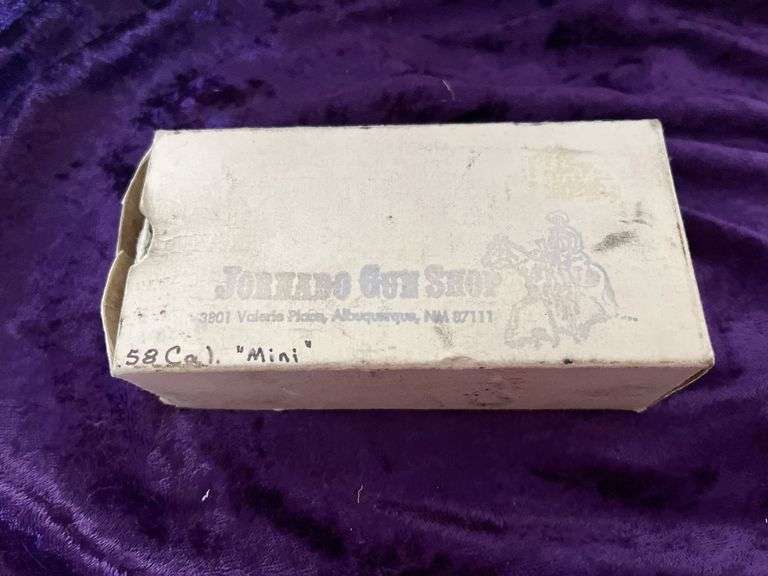 JORNADO GUN SHOP
3801 Valerie Place, Albuquerque, NM 87111
.58 Cal. "Mini"